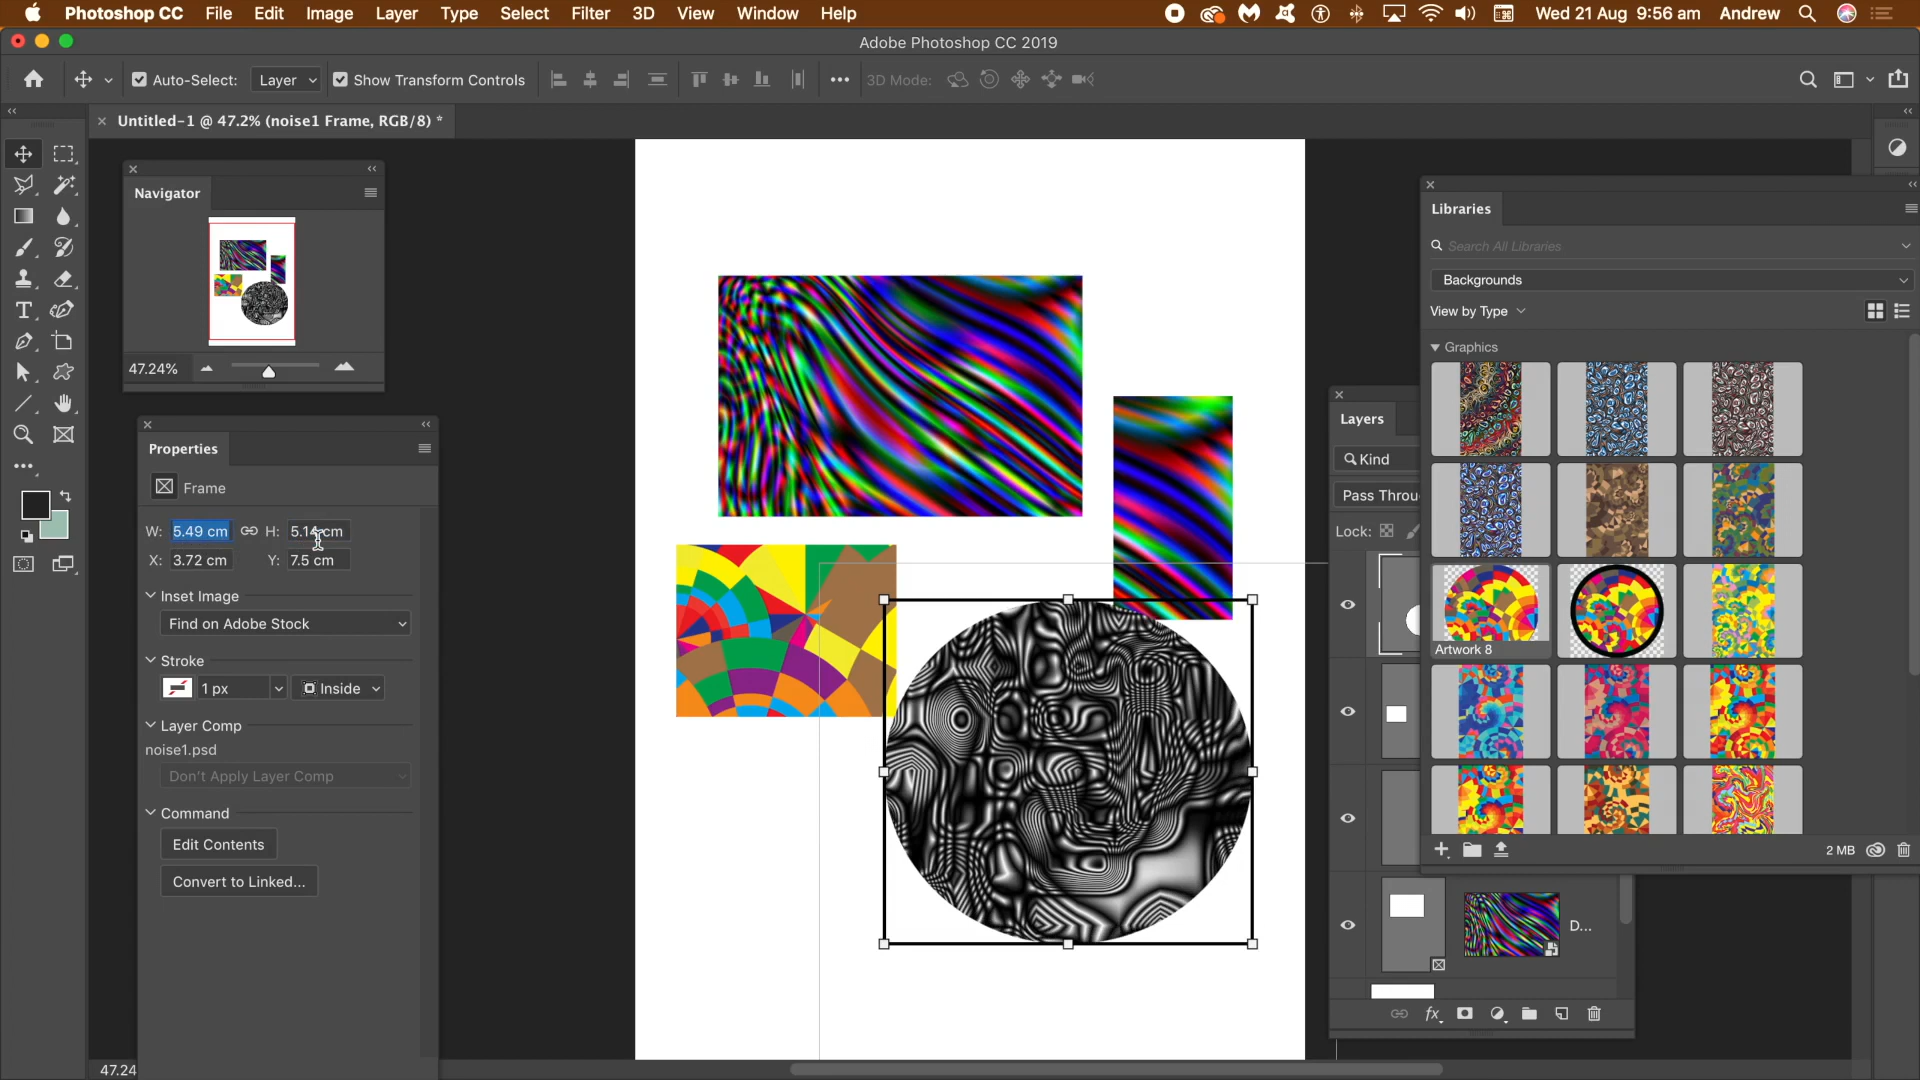 Photoshop CC File Edit Image Layer Type Select Filter 3D View Window Help Wed 21 Aug 9:56 am Andrew
Adobe Photoshop CC 2019
Auto-Select: Layer Show Transform Controls 3D Mode:
Untitled-1 @ 47.2% (noise1 Frame, RGB/8) *
Navigator
47.24%
Properties
Frame
W: 5.49 cm H: 5.14 cm
X: 3.72 cm Y: 7.5 cm
Inset Image
Find on Adobe Stock
Stroke
1 px Inside
Layer Comp
noise1.psd
Don't Apply Layer Comp
Command
Edit Contents
Convert to Linked...
47.24
Layers
Kind
Pass Throu
Lock:
D...
Libraries
Search All Libraries
Backgrounds
View by Type
Graphics
Artwork 8
2 MB